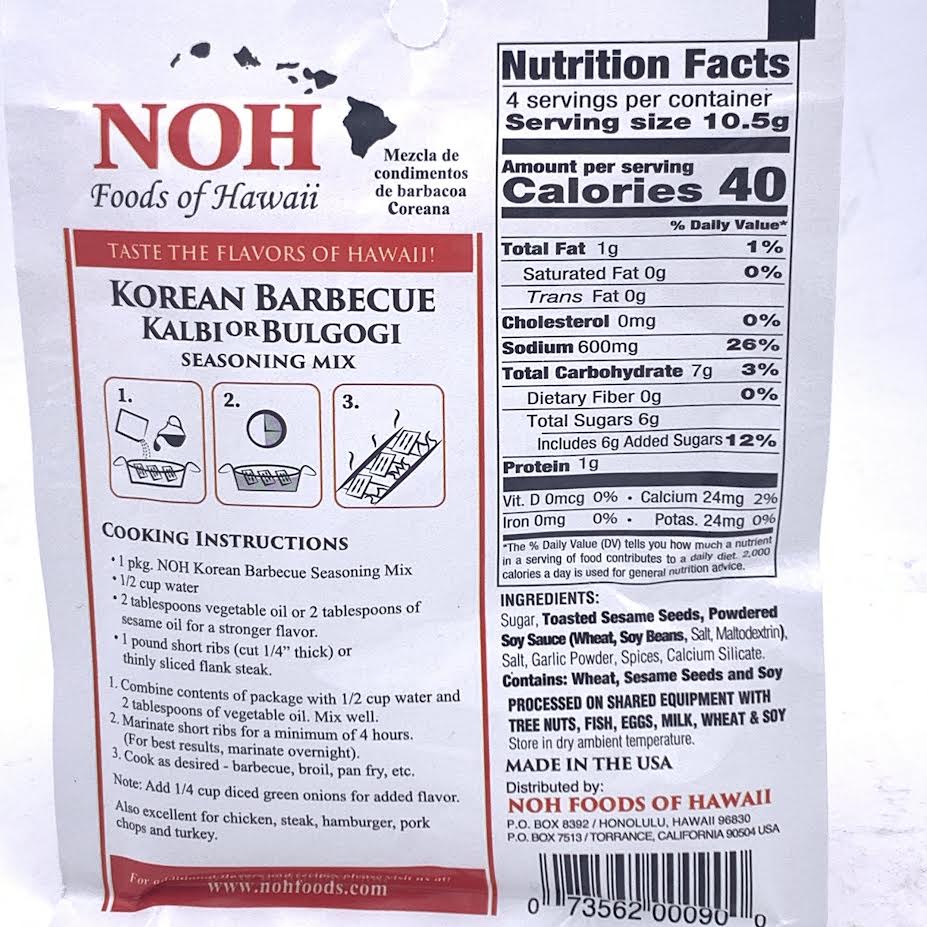 NOH
Foods of Hawaii
Mezcla de
condimentos
de barbacoa
Coreana
TASTE THE FLAVORS OF HAWAII!
KOREAN BARBECUE
KALBI OR BULGOGI
SEASONING MIX
1.
2.
3.
COOKING INSTRUCTIONS
• 1 pkg. NOH Korean Barbecue Seasoning Mix
• 1/2 cup water
• 2 tablespoons vegetable oil or 2 tablespoons of
sesame oil for a stronger flavor.
• 1 pound short ribs (cut 1/4" thick) or
thinly sliced flank steak.
1. Combine contents of package with 1/2 cup water and
2 tablespoons of vegetable oil. Mix well.
2. Marinate short ribs for a minimum of 4 hours.
(For best results, marinate overnight).
3. Cook as desired - barbecue, broil, pan fry, etc.
Note: Add 1/4 cup diced green onions for added flavor.
Also excellent for chicken, steak, hamburger, pork
chops and turkey.
For additional flavors and recipes, please visit us at:
www.nohfoods.com
Nutrition Facts
4 servings per container
Serving size 10.5g
Amount per serving
Calories 40
% Daily Value*
Total Fat 1g 1%
Saturated Fat 0g 0%
Trans Fat 0g
Cholesterol 0mg 0%
Sodium 600mg 26%
Total Carbohydrate 7g 3%
Dietary Fiber 0g 0%
Total Sugars 6g
Includes 6g Added Sugars 12%
Protein 1g
Vit. D 0mcg 0% • Calcium 24mg 2%
Iron 0mg 0% • Potas. 24mg 0%
*The % Daily Value (DV) tells you how much a nutrient
in a serving of food contributes to a daily diet. 2,000
calories a day is used for general nutrition advice.
INGREDIENTS:
Sugar, Toasted Sesame Seeds, Powdered
Soy Sauce (Wheat, Soy Beans, Salt, Maltodextrin),
Salt, Garlic Powder, Spices, Calcium Silicate.
Contains: Wheat, Sesame Seeds and Soy
PROCESSED ON SHARED EQUIPMENT WITH
TREE NUTS, FISH, EGGS, MILK, WHEAT & SOY
Store in dry ambient temperature.
MADE IN THE USA
Distributed by:
NOH FOODS OF HAWAII
P.O. BOX 8392 / HONOLULU, HAWAII 96830
P.O. BOX 7513 / TORRANCE, CALIFORNIA 90504 USA
0 73562 00090 0